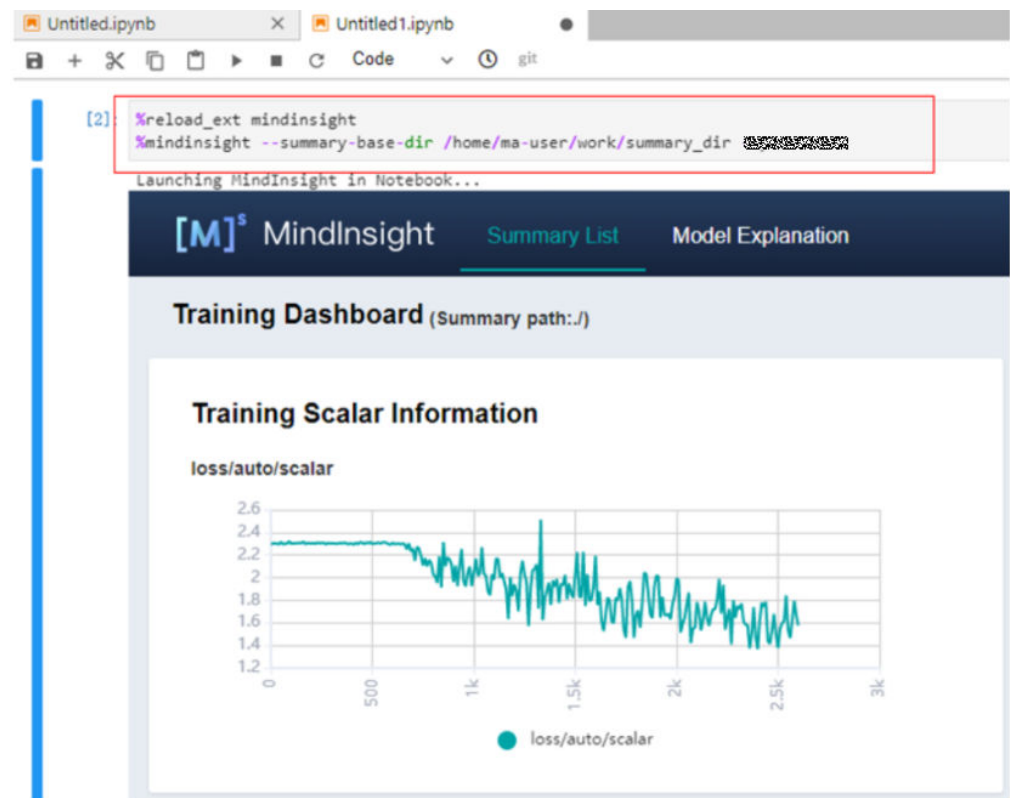 Untitled.ipynb
Untitled1.ipynb
Code
git
[2]:
%reload_ext mindinsight
%mindinsight --summary-base-dir /home/ma-user/work/summary_dir
Launching MindInsight in Notebook...
[M]s MindInsight Summary List Model Explanation
Training Dashboard (Summary path:./)
Training Scalar Information
loss/auto/scalar
2.6
2.4
2.2
2
1.8
1.6
1.4
1.2
0 500 1k 1.5k 2k 2.5k 3k
loss/auto/scalar